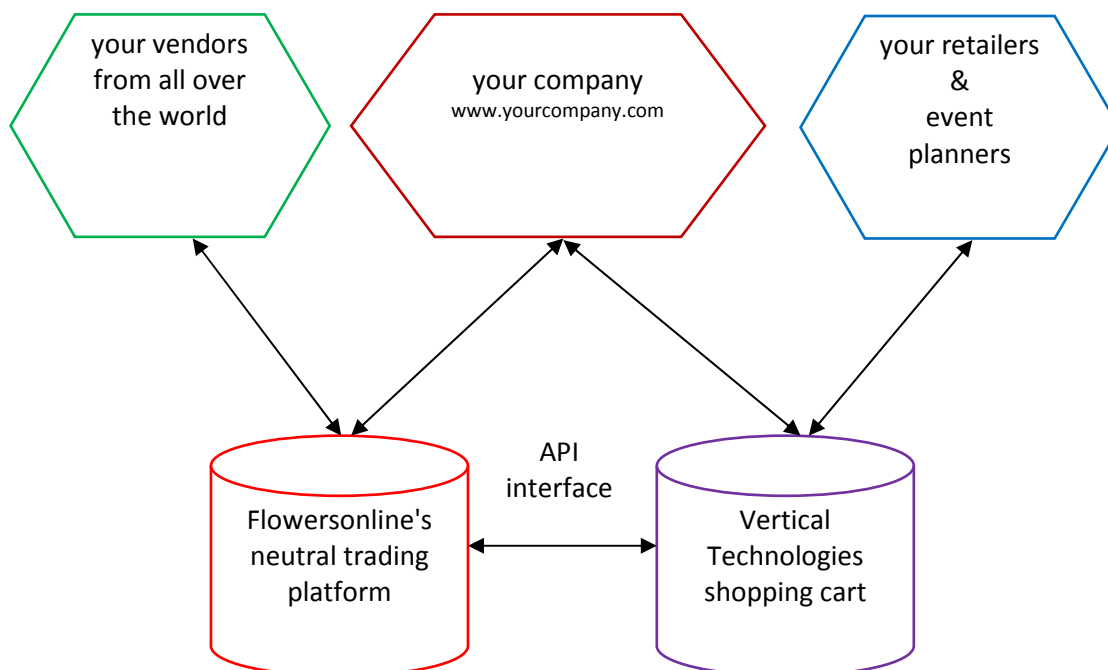 your vendors
from all over
the world
your company
www.yourcompany.com
your retailers
&
event
planners
API
interface
Flowersonline's
neutral trading
platform
Vertical
Technologies
shopping cart